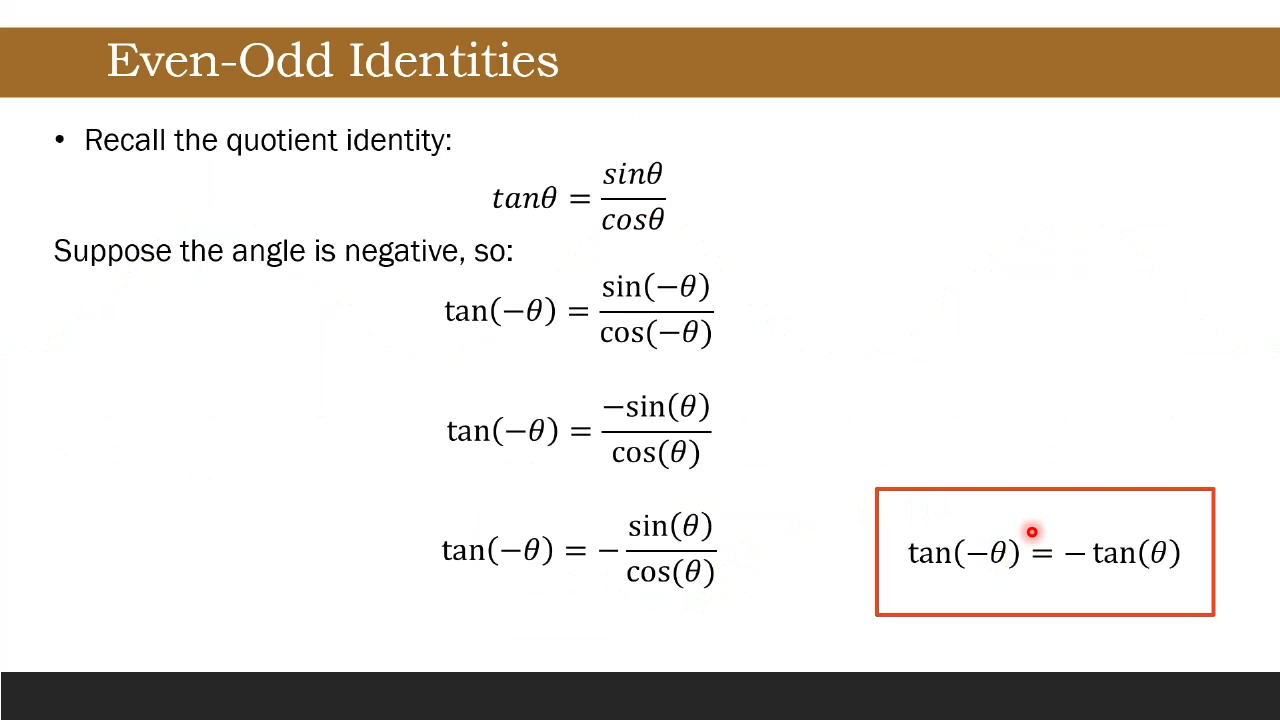 Even-Odd Identities
• Recall the quotient identity:
tanθ = sinθ / cosθ
Suppose the angle is negative, so:
tan(−θ) = sin(−θ) / cos(−θ)
tan(−θ) = −sin(θ) / cos(θ)
tan(−θ) = − sin(θ) / cos(θ)
tan(−θ) = − tan(θ)